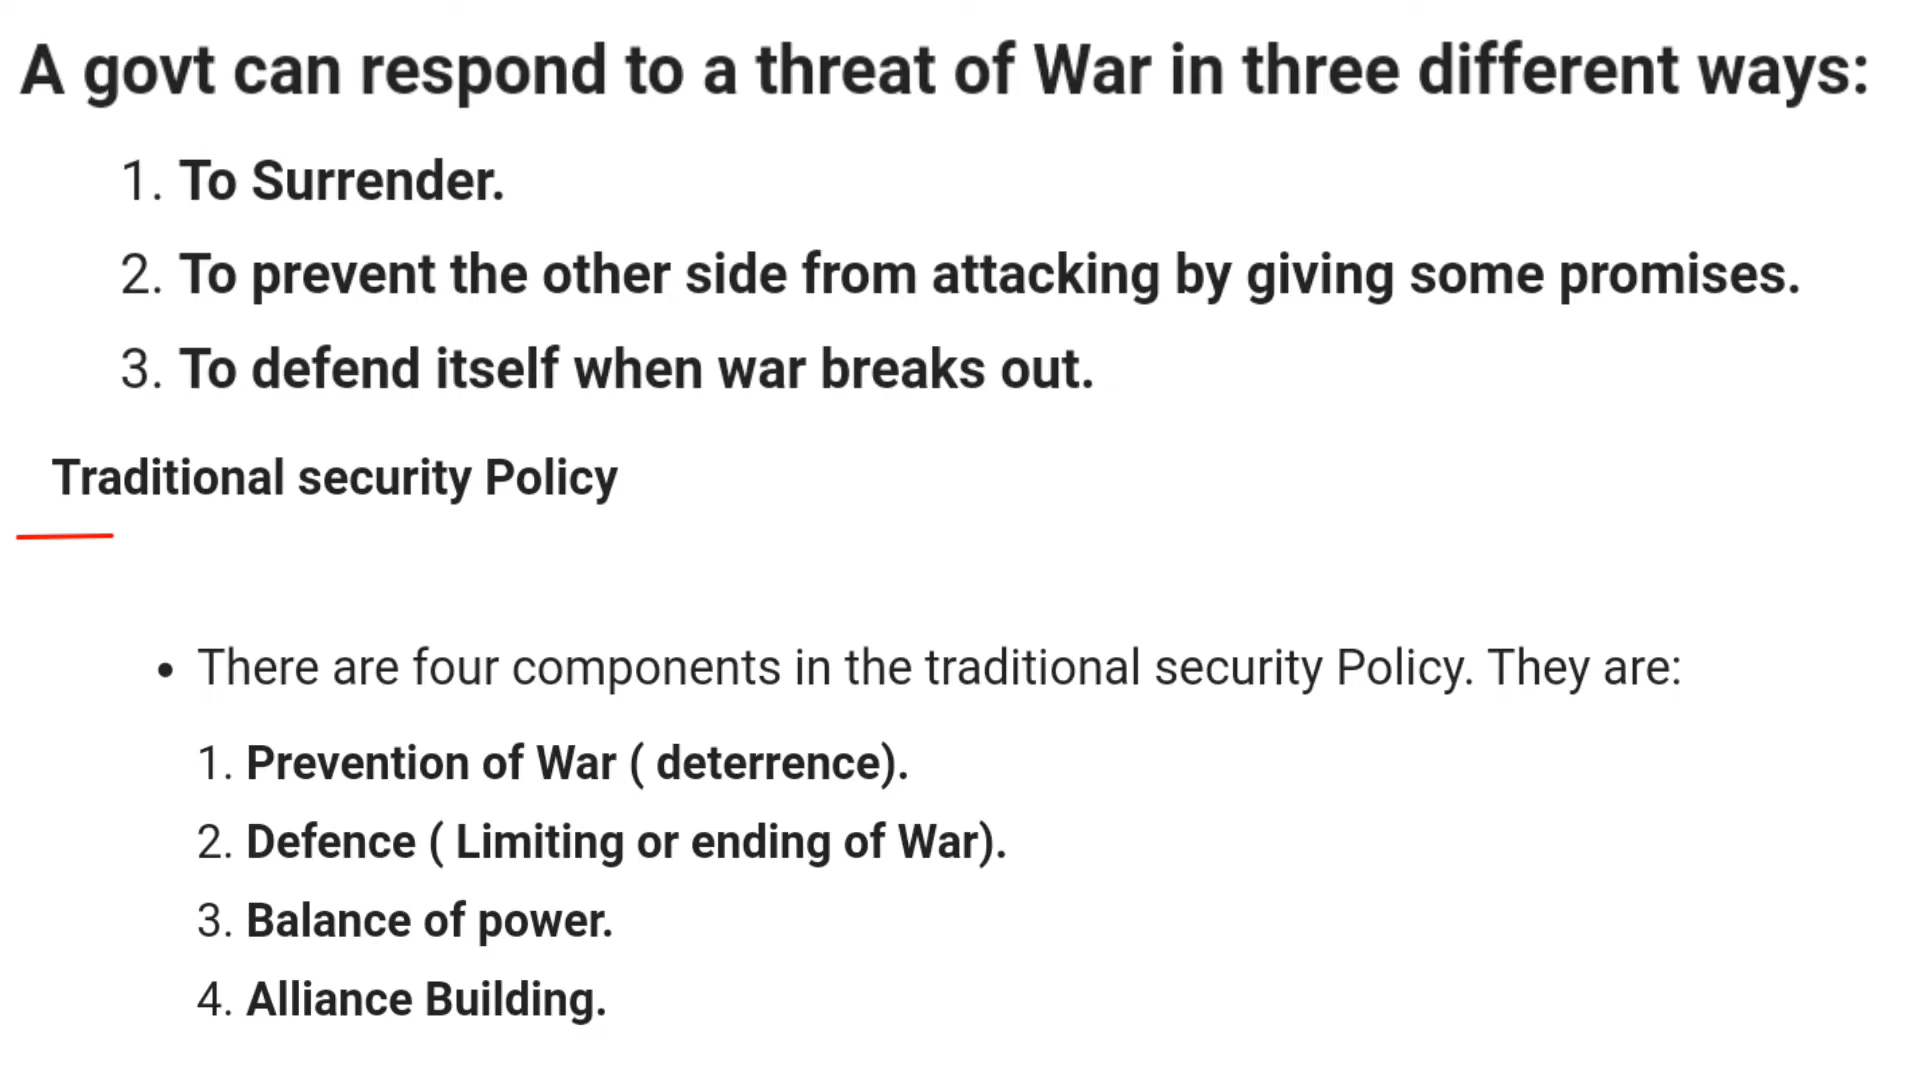 A govt can respond to a threat of War in three different ways:
1. To Surrender.
2. To prevent the other side from attacking by giving some promises.
3. To defend itself when war breaks out.
Traditional security Policy
• There are four components in the traditional security Policy. They are:
1. Prevention of War ( deterrence).
2. Defence ( Limiting or ending of War).
3. Balance of power.
4. Alliance Building.